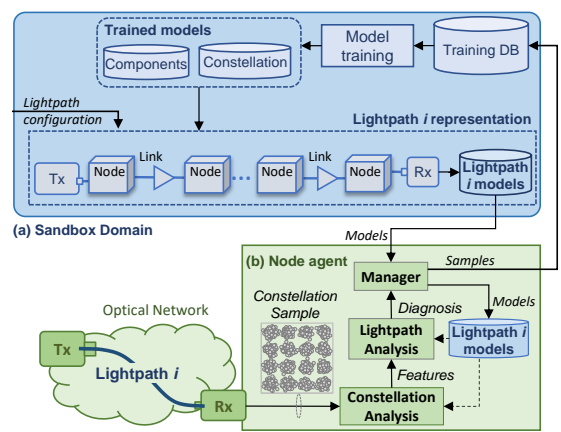 Trained models
Components
Constellation
Model
training
Training DB
Lightpath
configuration
Lightpath i representation
Tx
Node
Link
Node
Node
Link
Node
Rx
Lightpath
i models
(a) Sandbox Domain
Models
Samples
(b) Node agent
Manager
Constellation
Sample
Diagnosis
Models
Optical Network
Lightpath
Analysis
Lightpath i
models
Tx
Lightpath i
Features
Rx
Constellation
Analysis